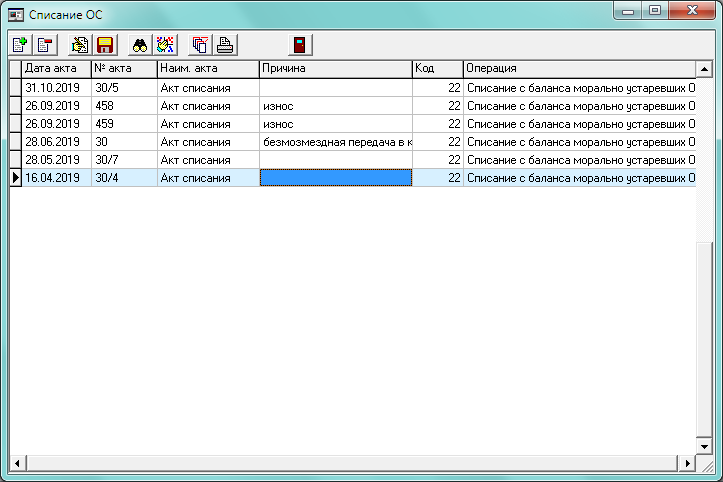 Списание ОС
Дата акта № акта Наим. акта Причина Код Операция
31.10.2019 30/5 Акт списания 22 Списание с баланса морально устаревших О
26.09.2019 458 Акт списания износ 22 Списание с баланса морально устаревших О
26.09.2019 459 Акт списания износ 22 Списание с баланса морально устаревших О
28.06.2019 30 Акт списания безмозмездная передача в к 22 Списание с баланса морально устаревших О
28.05.2019 30/7 Акт списания 22 Списание с баланса морально устаревших О
16.04.2019 30/4 Акт списания 22 Списание с баланса морально устаревших О